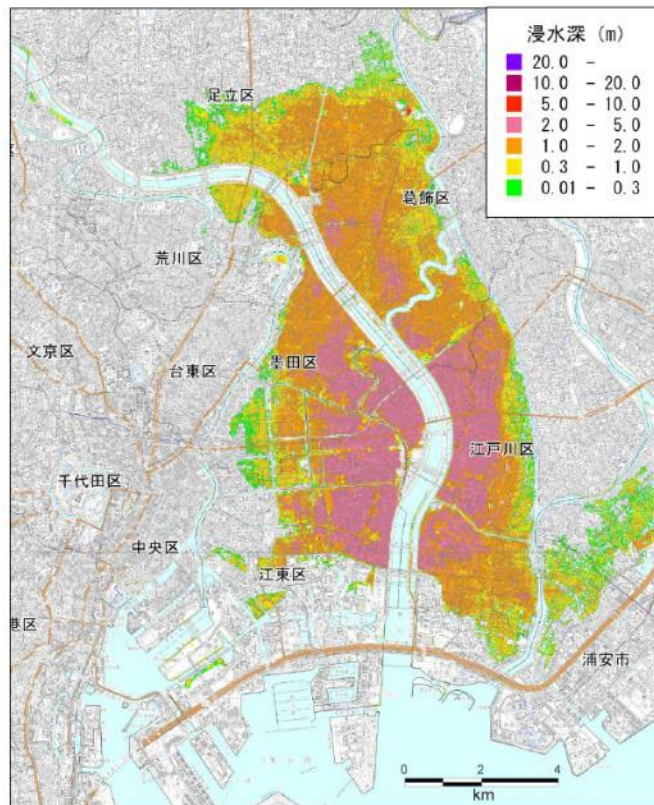 浸水深 (m)
20.0 -
10.0 - 20.0
5.0 - 10.0
2.0 - 5.0
1.0 - 2.0
0.3 - 1.0
0.01 - 0.3
足立区
葛飾区
荒川区
文京区
台東区
墨田区
千代田区
江戸川区
中央区
江東区
港区
浦安市
0 2 4
km